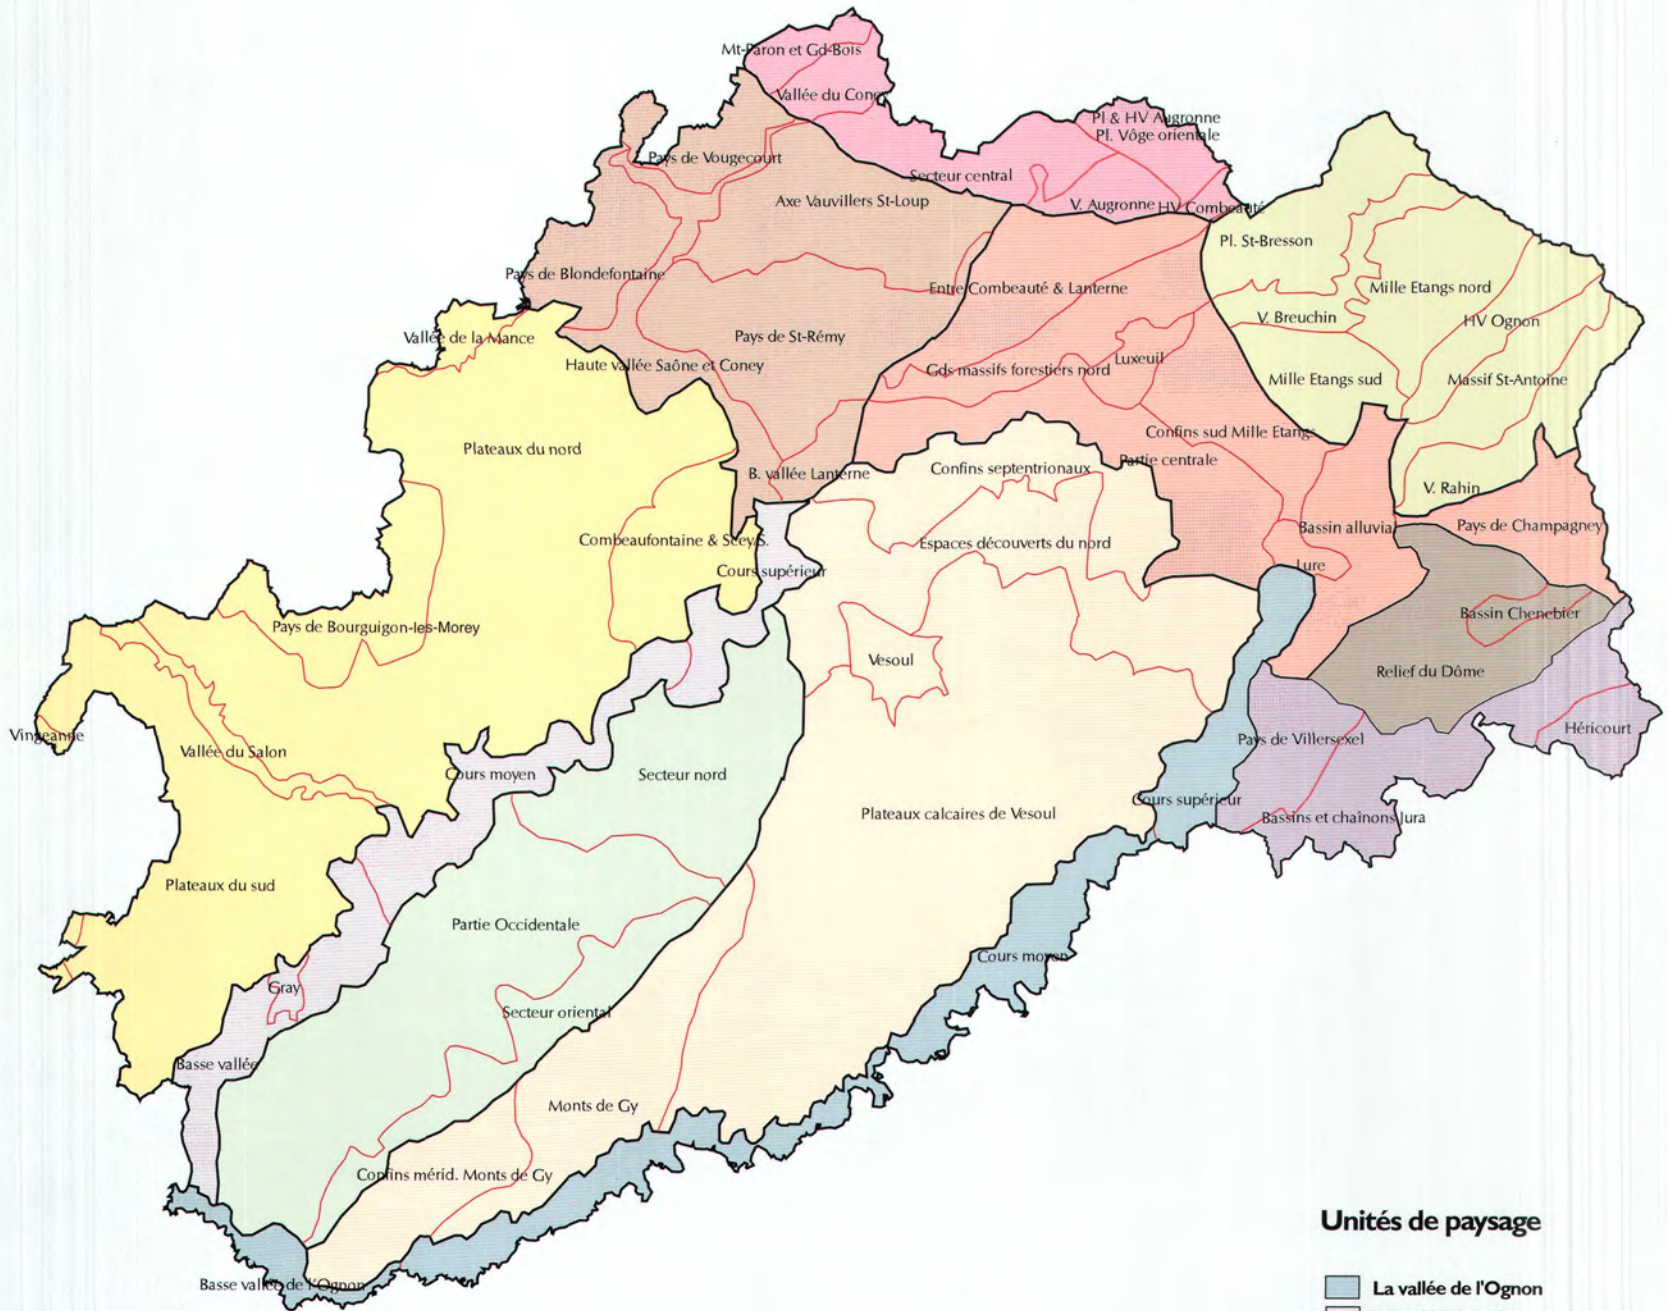 Mt-Paron et Gd-Bois
Vallée du Coney
Pl & HV Augronne
Pl. Vôge orientale
Pays de Vougecourt
Secteur central
Axe Vauvillers St-Loup
V. Augronne
HV Combeauté
Pl. St-Bresson
Pays de Blondefontaine
Entre Combeauté & Lanterne
Mille Etangs nord
V. Breuchin
HV Ognon
Vallée de la Mance
Pays de St-Rémy
Haute vallée Saône et Coney
Gds massifs forestiers nord
Luxeuil
Mille Etangs sud
Massif St-Antoine
Plateaux du nord
Confins sud Mille Etangs
Partie centrale
B. vallée Lanterne
Confins septentrionaux
V. Rahin
Bassin alluvial
Pays de Champagney
Combeaufontaine & Scey/S.
Espaces découverts du nord
Cours supérieur
Lure
Bassin Chenebier
Pays de Bourguigon-les-Morey
Vesoul
Relief du Dôme
Vingeanne
Vallée du Salon
Cours moyen
Secteur nord
Pays de Villersexel
Héricourt
Plateaux calcaires de Vesoul
Cours supérieur
Bassins et chaînons Jura
Plateaux du sud
Partie Occidentale
Cours moyen
Gray
Secteur oriental
Basse vallée
Monts de Gy
Confins mérid. Monts de Gy
Basse vallée de l'Ognon
Unités de paysage
La vallée de l'Ognon